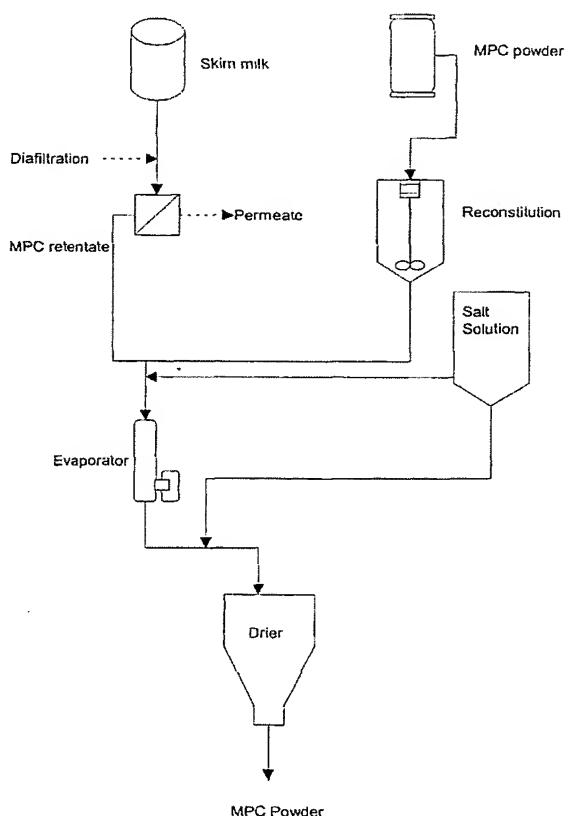 Skim milk
MPC powder
Diafiltration
Permeate
MPC retentate
Reconstitution
Salt
Solution
Evaporator
Drier
MPC Powder